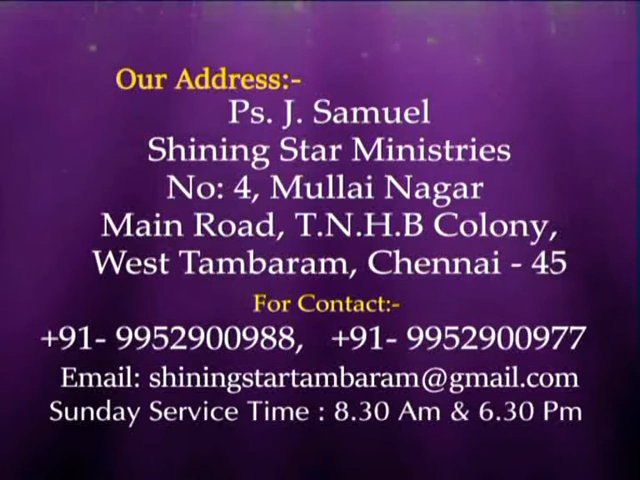 Our Address:-
Ps. J. Samuel
Shining Star Ministries
No: 4, Mullai Nagar
Main Road, T.N.H.B Colony,
West Tambaram, Chennai - 45
For Contact:-
+91- 9952900988, +91- 9952900977
Email: shiningstartambaram@gmail.com
Sunday Service Time : 8.30 Am & 6.30 Pm